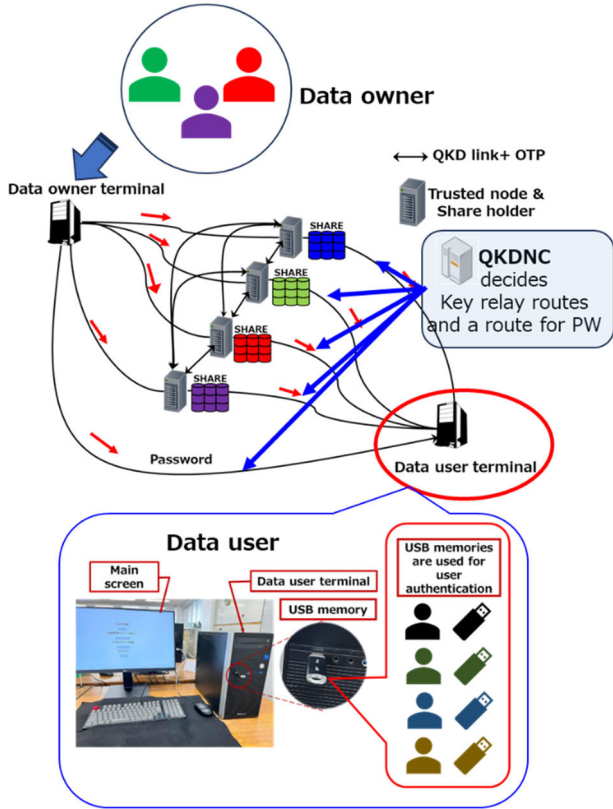 Data owner
Data owner terminal
QKD link+ OTP
Trusted node &
Share holder
SHARE
SHARE
SHARE
SHARE
QKDNC
decides
Key relay routes
and a route for PW
Password
Data user terminal
Data user
Main
screen
Data user terminal
USB memory
USB memories
are used for
user
authentication